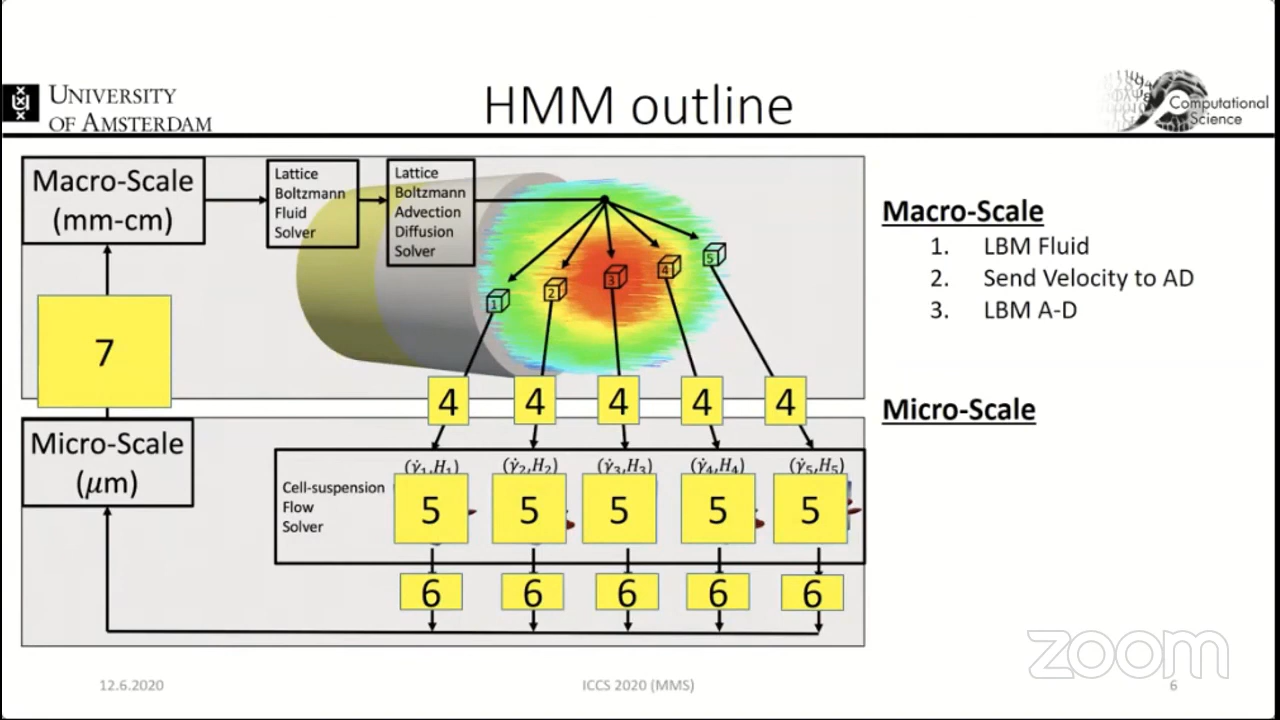 UNIVERSITY
OF AMSTERDAM
HMM outline
Computational
Science
Macro-Scale
(mm-cm)
Lattice
Boltzmann
Fluid
Solver
Lattice
Boltzmann
Advection
Diffusion
Solver
1
2
3
4
5
7
4 4 4 4 4
Micro-Scale
(μm)
Cell-suspension
Flow
Solver
(γ̇₁,H₁) (γ̇₂,H₂) (γ̇₃,H₃) (γ̇₄,H₄) (γ̇₅,H₅)
5 5 5 5 5
6 6 6 6 6
Macro-Scale
1. LBM Fluid
2. Send Velocity to AD
3. LBM A-D
Micro-Scale
zoom
12.6.2020
ICCS 2020 (MMS)
6